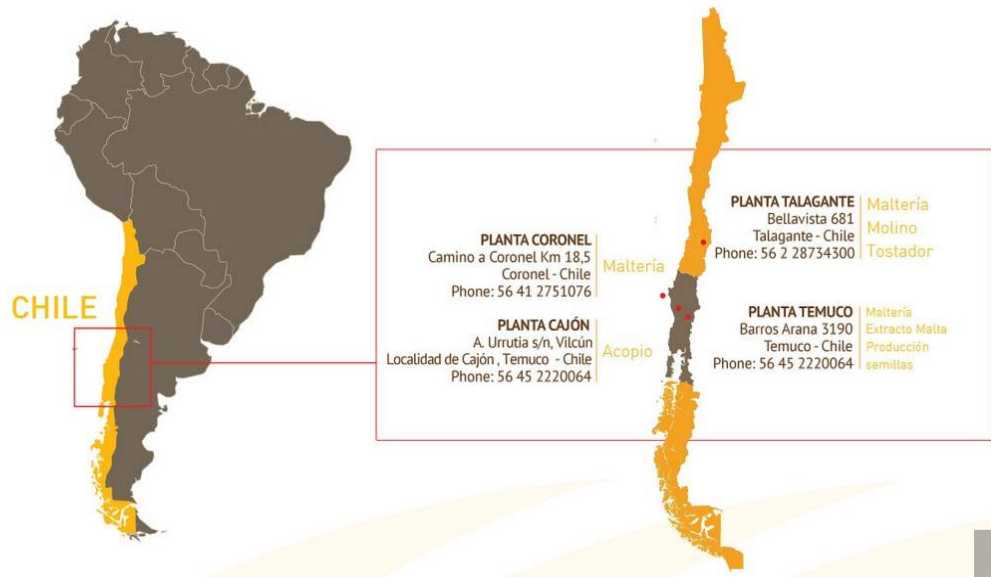 CHILE
PLANTA CORONEL
Camino a Coronel Km 18,5
Coronel - Chile
Phone: 56 41 2751076
Maltería
PLANTA CAJÓN
A. Urrutia s/n, Vilcún
Localidad de Cajón , Temuco - Chile
Phone: 56 45 2220064
Acopio
PLANTA TALAGANTE
Bellavista 681
Talagante - Chile
Phone: 56 2 28734300
Maltería
Molino
Tostador
PLANTA TEMUCO
Barros Arana 3190
Temuco - Chile
Phone: 56 45 2220064
Maltería
Extracto Malta
Producción
semillas